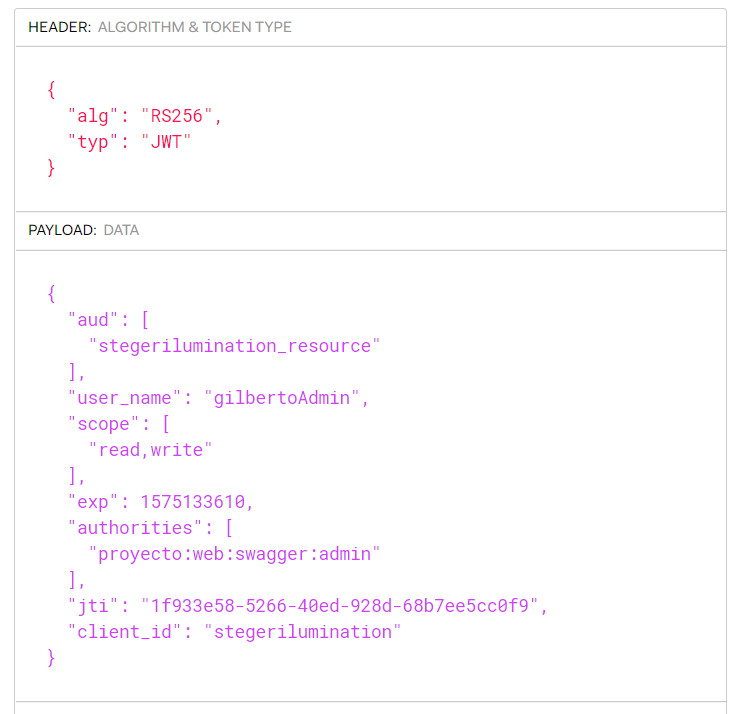 HEADER: ALGORITHM & TOKEN TYPE
{
"alg": "RS256",
"typ": "JWT"
}
PAYLOAD: DATA
{
"aud": [
"stegerilumination_resource"
],
"user_name": "gilbertoAdmin",
"scope": [
"read,write"
],
"exp": 1575133610,
"authorities": [
"proyecto:web:swagger:admin"
],
"jti": "1f933e58-5266-40ed-928d-68b7ee5cc0f9",
"client_id": "stegerilumination"
}